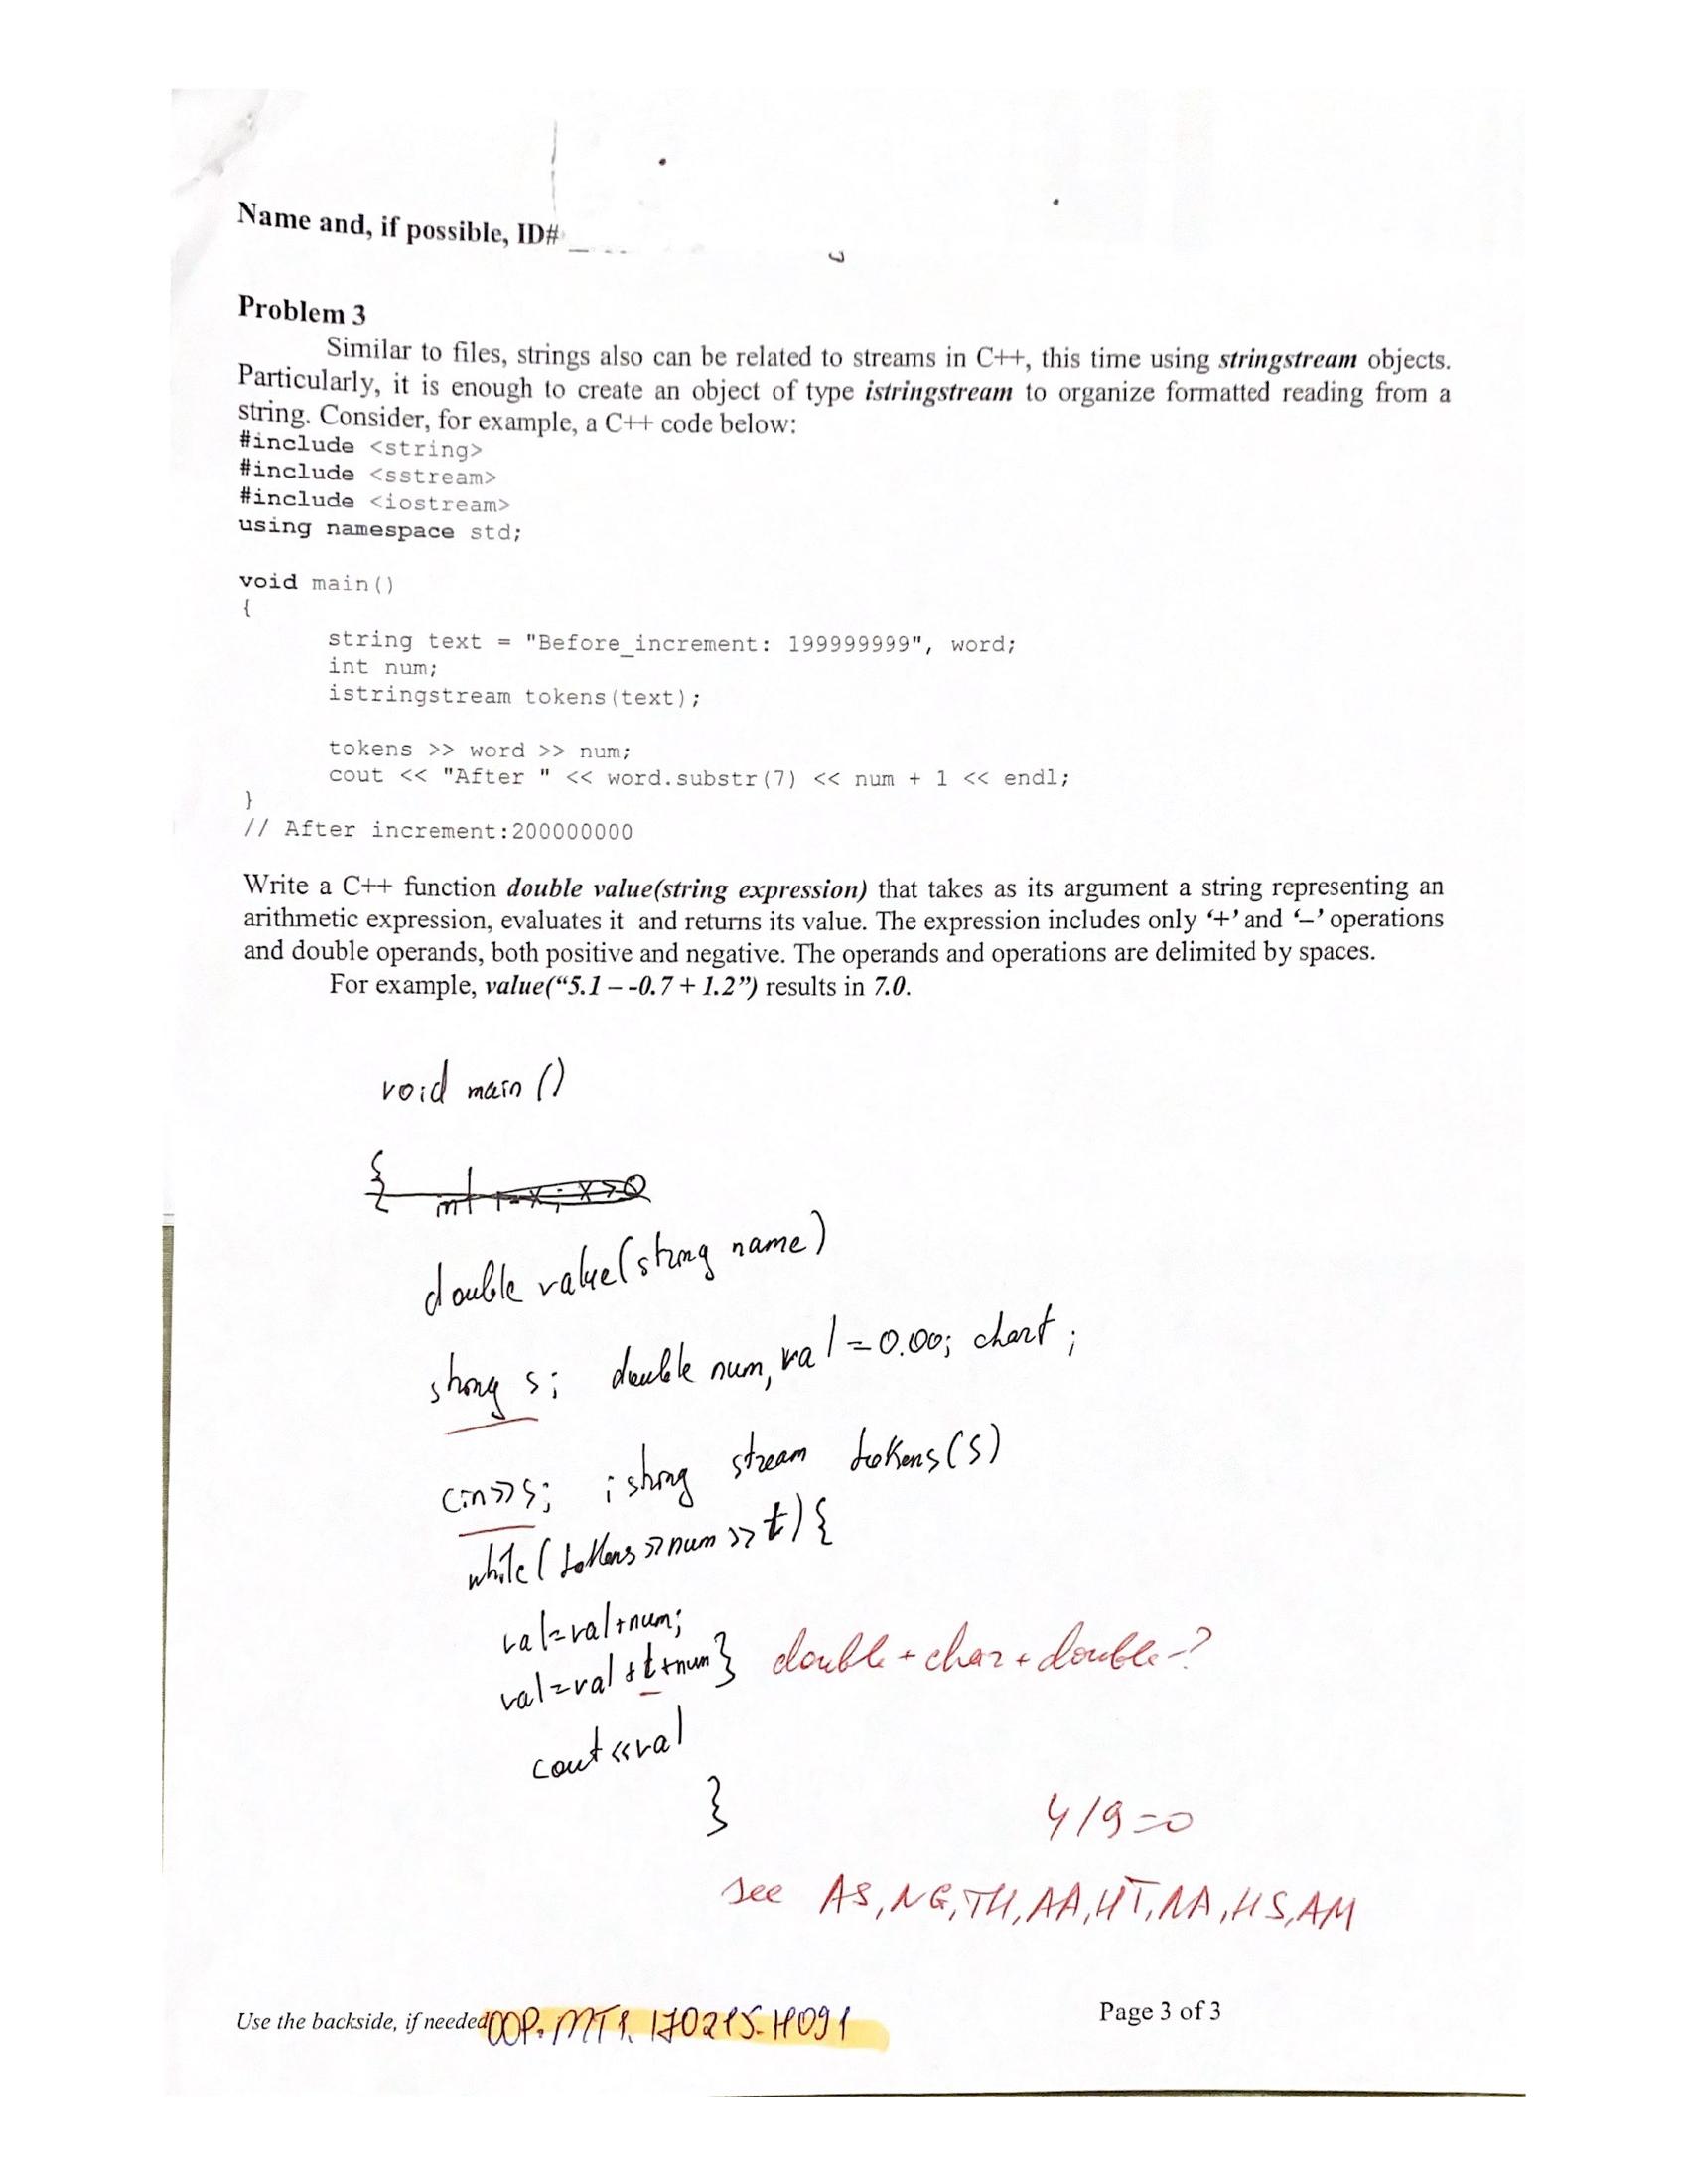 Name and, if possible, ID#
Problem 3
Similar to files, strings also can be related to streams in C++, this time using stringstream objects.
Particularly, it is enough to create an object of type istringstream to organize formatted reading from a
string. Consider, for example, a C++ code below:
#include <string>
#include <sstream>
#include <iostream>
using namespace std;
void main()
{
string text = "Before_increment: 199999999", word;
int num;
istringstream tokens(text);
tokens >> word >> num;
cout << "After " << word.substr(7) << num + 1 << endl;
}
// After increment:200000000
Write a C++ function double value(string expression) that takes as its argument a string representing an
arithmetic expression, evaluates it and returns its value. The expression includes only ‘+’ and ‘–’ operations
and double operands, both positive and negative. The operands and operations are delimited by spaces.
For example, value(“5.1 – -0.7 + 1.2”) results in 7.0.
void main ()
{
double value(string name)
string s; double num, val = 0.00; char t;
cin>>s; istring stream tokens(s)
while(tokens >> num >> t) {
val=val+num;
val=val+t+num } double + char + double -?
cout<<val
}
4/9=0
see AS, NG, TH, AA, HT, NA, HS, AM
Use the backside, if needed OOP. MT1. 170215. H091
Page 3 of 3